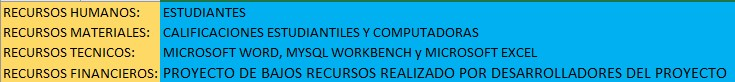 RECURSOS HUMANOS: ESTUDIANTES
RECURSOS MATERIALES: CALIFICACIONES ESTUDIANTILES Y COMPUTADORAS
RECURSOS TECNICOS: MICROSOFT WORD, MYSQL WORKBENCH y MICROSOFT EXCEL
RECURSOS FINANCIEROS: PROYECTO DE BAJOS RECURSOS REALIZADO POR DESARROLLADORES DEL PROYECTO